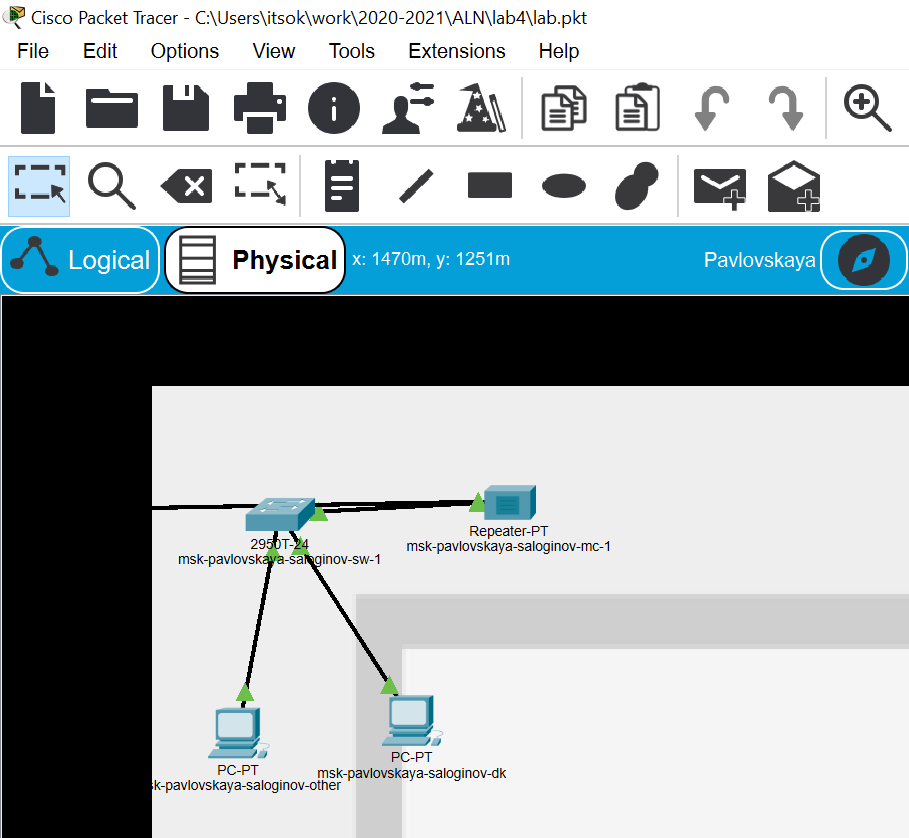 Cisco Packet Tracer - C:\Users\itsok\work\2020-2021\ALN\lab4\lab.pkt
File Edit Options View Tools Extensions Help
Logical Physical x: 1470m, y: 1251m Pavlovskaya
Repeater-PT
msk-pavlovskaya-saloginov-mc-1
2950T-24
msk-pavlovskaya-saloginov-sw-1
PC-PT
msk-pavlovskaya-saloginov-dk
PC-PT
sk-pavlovskaya-saloginov-other